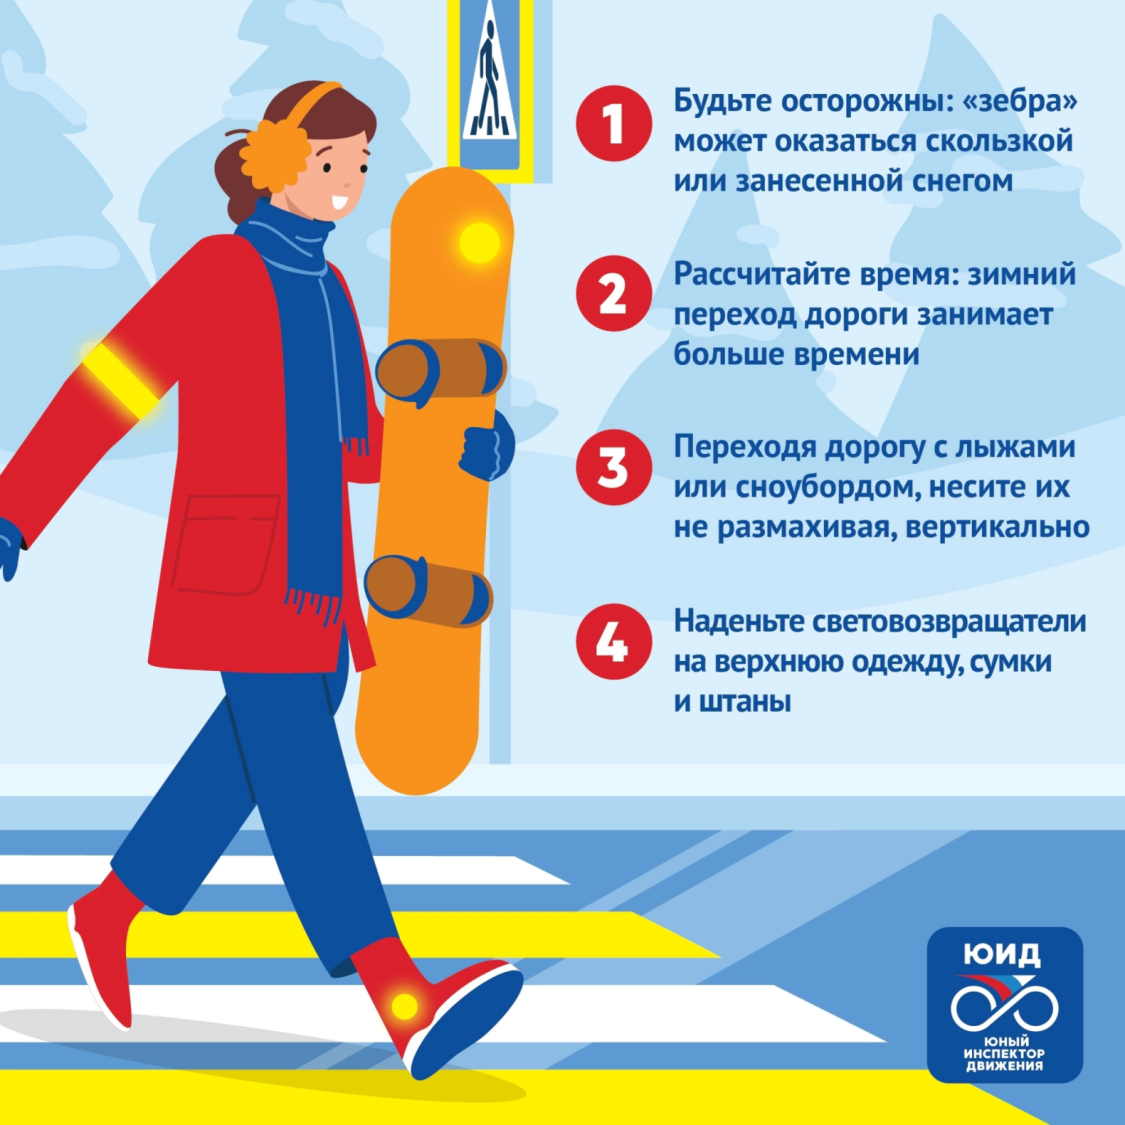 1
Будьте осторожны: «зебра»
может оказаться скользкой
или занесенной снегом
2
Рассчитайте время: зимний
переход дороги занимает
больше времени
3
Переходя дорогу с лыжами
или сноубордом, несите их
не размахивая, вертикально
4
Наденьте световозвращатели
на верхнюю одежду, сумки
и штаны
ЮИД
ЮНЫЙ
ИНСПЕКТОР
ДВИЖЕНИЯ